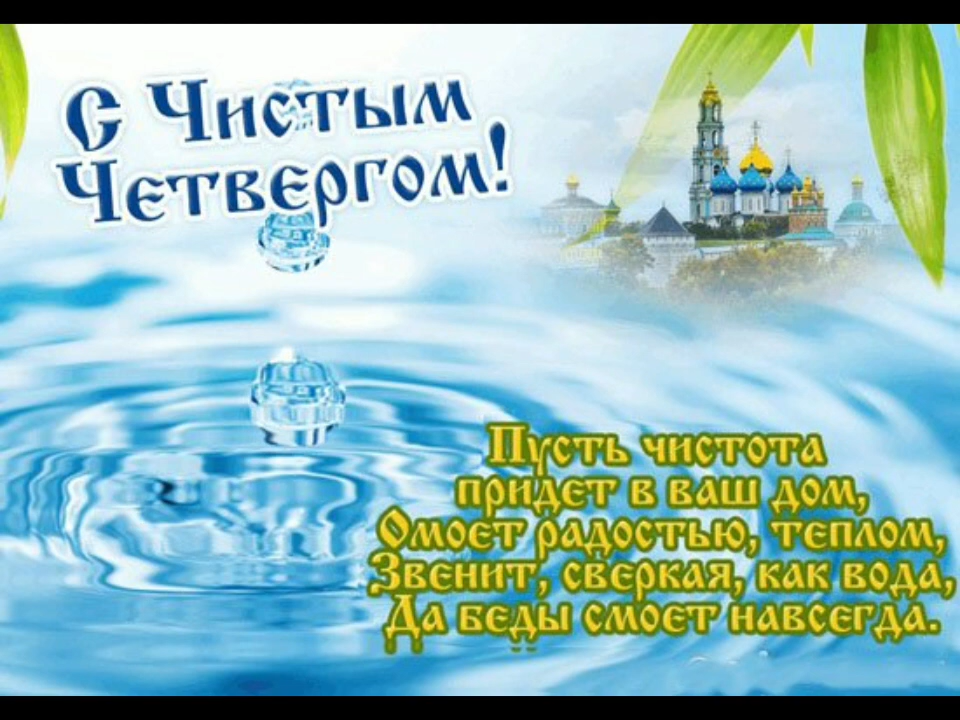 С Чистым
Четвергом!
Пусть чистота
придет в ваш дом,
Омоет радостью, теплом,
Звенит, сверкая, как вода,
Да беды смоет навсегда.